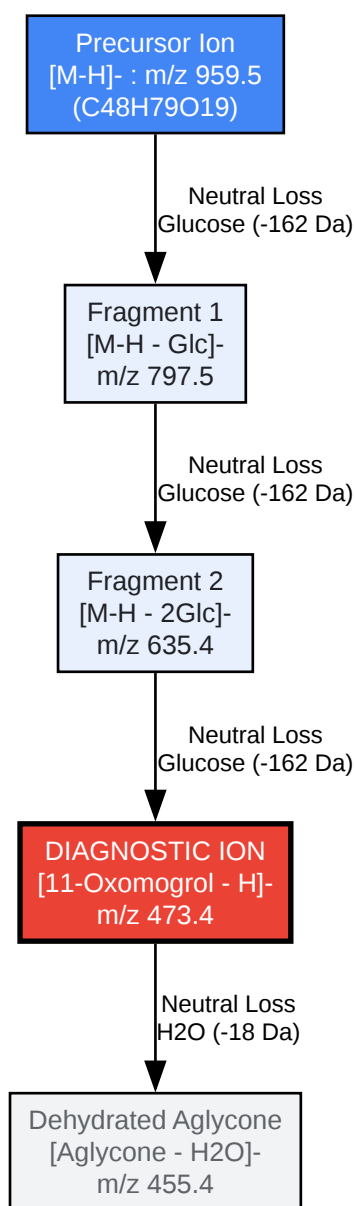 Precursor Ion
[M-H]- : m/z 959.5
(C48H79O19)
Neutral Loss
Glucose (-162 Da)
Fragment 1
[M-H - Glc]-
m/z 797.5
Neutral Loss
Glucose (-162 Da)
Fragment 2
[M-H - 2Glc]-
m/z 635.4
Neutral Loss
Glucose (-162 Da)
DIAGNOSTIC ION
[11-Oxomogrol - H]-
m/z 473.4
Neutral Loss
H2O (-18 Da)
Dehydrated Aglycone
[Aglycone - H2O]-
m/z 455.4